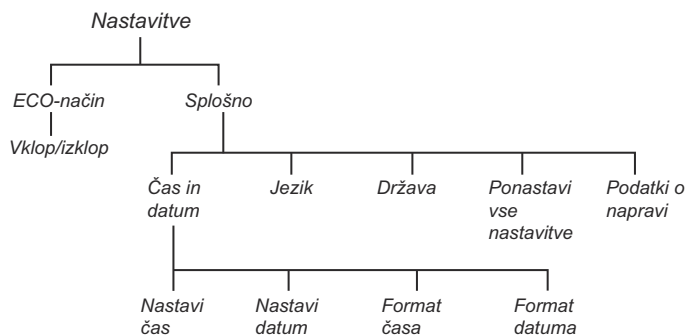 Nastavitve
ECO-način
Splošno
Vklop/izklop
Čas in
datum
Jezik
Država
Ponastavi
vse
nastavitve
Podatki o
napravi
Nastavi
čas
Nastavi
datum
Format
časa
Format
datuma